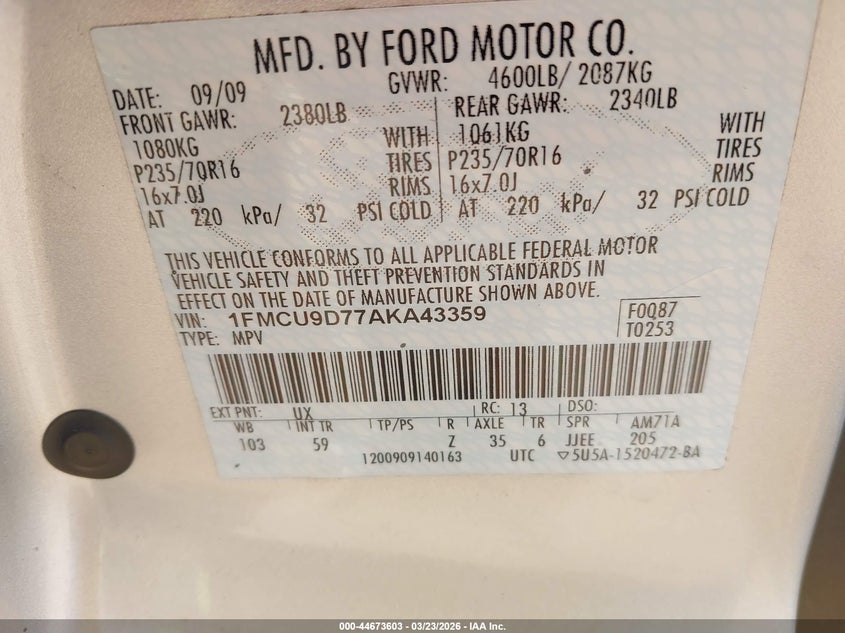 MFD. BY FORD MOTOR CO.
DATE: 09/09 GVWR: 4600LB/ 2087KG
FRONT GAWR: 2380LB REAR GAWR: 2340LB
1080KG WITH 1061KG WITH
P235/70R16 TIRES P235/70R16 TIRES
16x7.0J RIMS 16x7.0J RIMS
AT 220 kPa/ 32 PSI COLD AT 220 kPa/ 32 PSI COLD
THIS VEHICLE CONFORMS TO ALL APPLICABLE FEDERAL MOTOR
VEHICLE SAFETY AND THEFT PREVENTION STANDARDS IN
EFFECT ON THE DATE OF MANUFACTURE SHOWN ABOVE.
VIN: 1FMCU9D77AKA43359 F0087
TYPE: MPV T0253
EXT PNT: UX RC: 13 DSO:
WB INT TR TP/PS R AXLE TR SPR AM71A
103 59 Z 35 6 JJEE 205
1200909140163 UTC ▽5U5A-1520472-BA
000-44673603 - 03/23/2026 - IAA Inc.